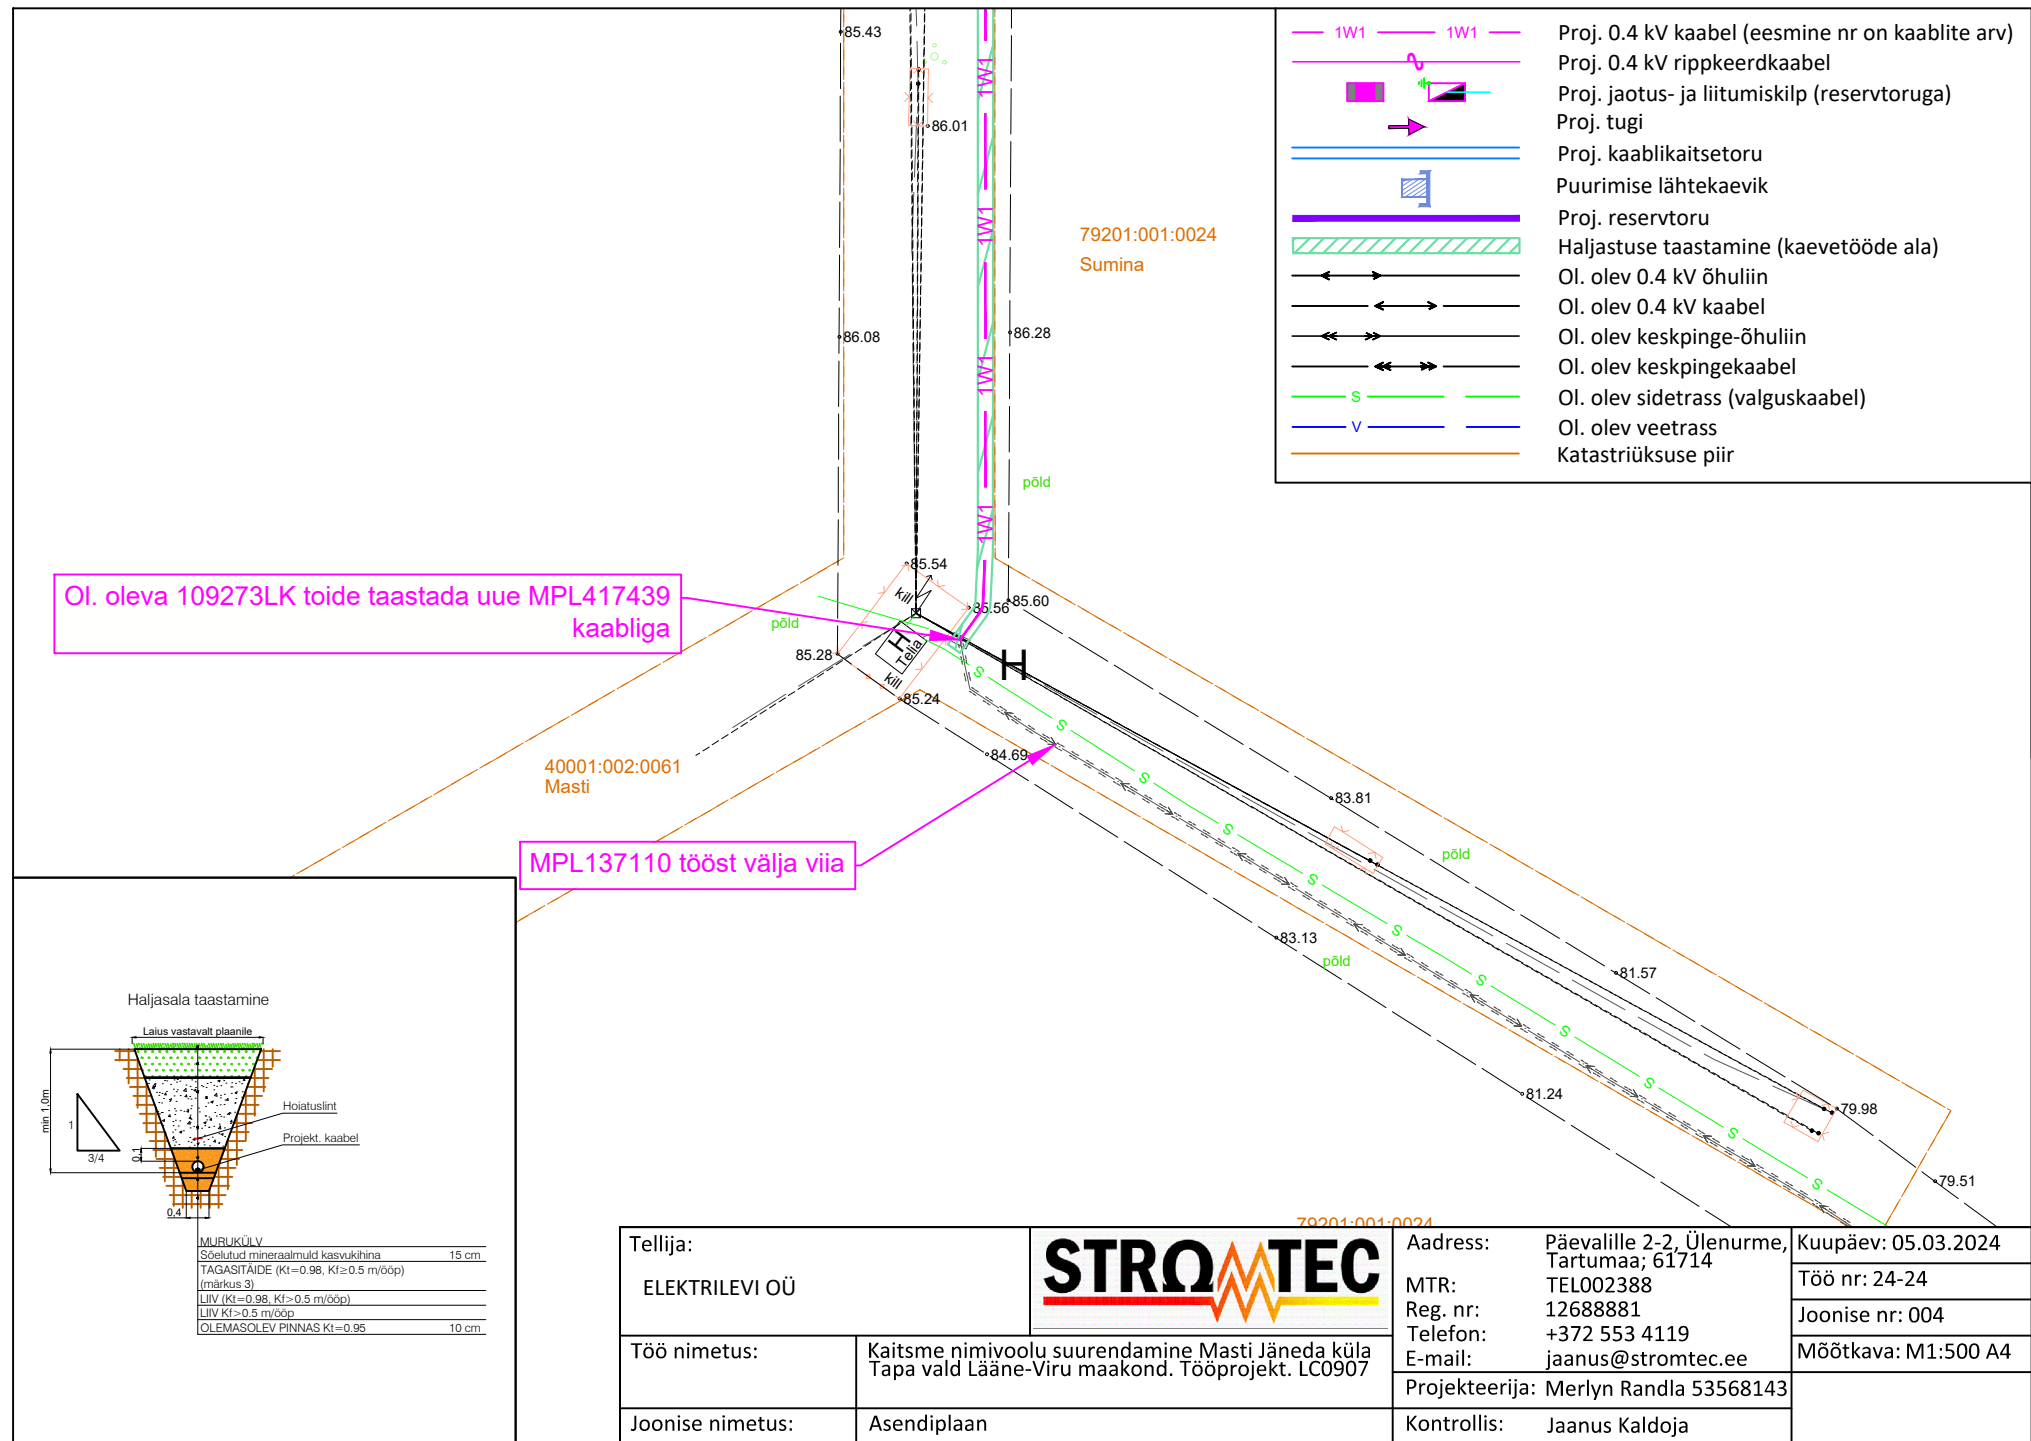 85.43
86.01
86.08
86.28
1W1
1W1
1W1
1W1
79201:001:0024
Sumina
põld
1W1 1W1 Proj. 0.4 kV kaabel (eesmine nr on kaablite arv)
Proj. 0.4 kV rippkeerdkaabel
Proj. jaotus- ja liitumiskilp (reservtoruga)
Proj. tugi
Proj. kaablikaitsetoru
Puurimise lähtekaevik
Proj. reservtoru
Haljastuse taastamine (kaevetööde ala)
Ol. olev 0.4 kV õhuliin
Ol. olev 0.4 kV kaabel
Ol. olev keskpinge-õhuliin
Ol. olev keskpingekaabel
S Ol. olev sidetrass (valguskaabel)
V Ol. olev veetrass
Katastriüksuse piir
Ol. oleva 109273LK toide taastada uue MPL417439
kaabliga
85.54
kill
85.56
85.60
põld
85.28
H
Telia
kill
85.24
H
S
S
84.69
40001:002:0061
Masti
MPL137110 tööst välja viia
S
83.81
S
põld
S
83.13
S
põld
81.57
S
S
81.24
S
79.98
S
79.51
S
79201:001:0024
Haljasala taastamine
Laius vastavalt plaanile
min 1,0m
1
3/4
0,1
0,4
Hoiatuslint
Projekt. kaabel
MURUKÜLV
Sõelutud mineraalmuld kasvukihina 15 cm
TAGASITÄIDE (Kt=0.98, Kf≥0.5 m/ööp)
(märkus 3)
LIIV (Kt=0.98, Kf>0.5 m/ööp)
LIIV Kf>0.5 m/ööp
OLEMASOLEV PINNAS Kt=0.95 10 cm
Tellija:
ELEKTRILEVI OÜ
STROMTEC
Aadress: Päevalille 2-2, Ülenurme,
Tartumaa; 61714
MTR: TEL002388
Reg. nr: 12688881
Telefon: +372 553 4119
E-mail: jaanus@stromtec.ee
Projekteerija: Merlyn Randla 53568143
Kontrollis: Jaanus Kaldoja
Kuupäev: 05.03.2024
Töö nr: 24-24
Joonise nr: 004
Mõõtkava: M1:500 A4
Töö nimetus: Kaitsme nimivoolu suurendamine Masti Jäneda küla
Tapa vald Lääne-Viru maakond. Tööprojekt. LC0907
Joonise nimetus: Asendiplaan